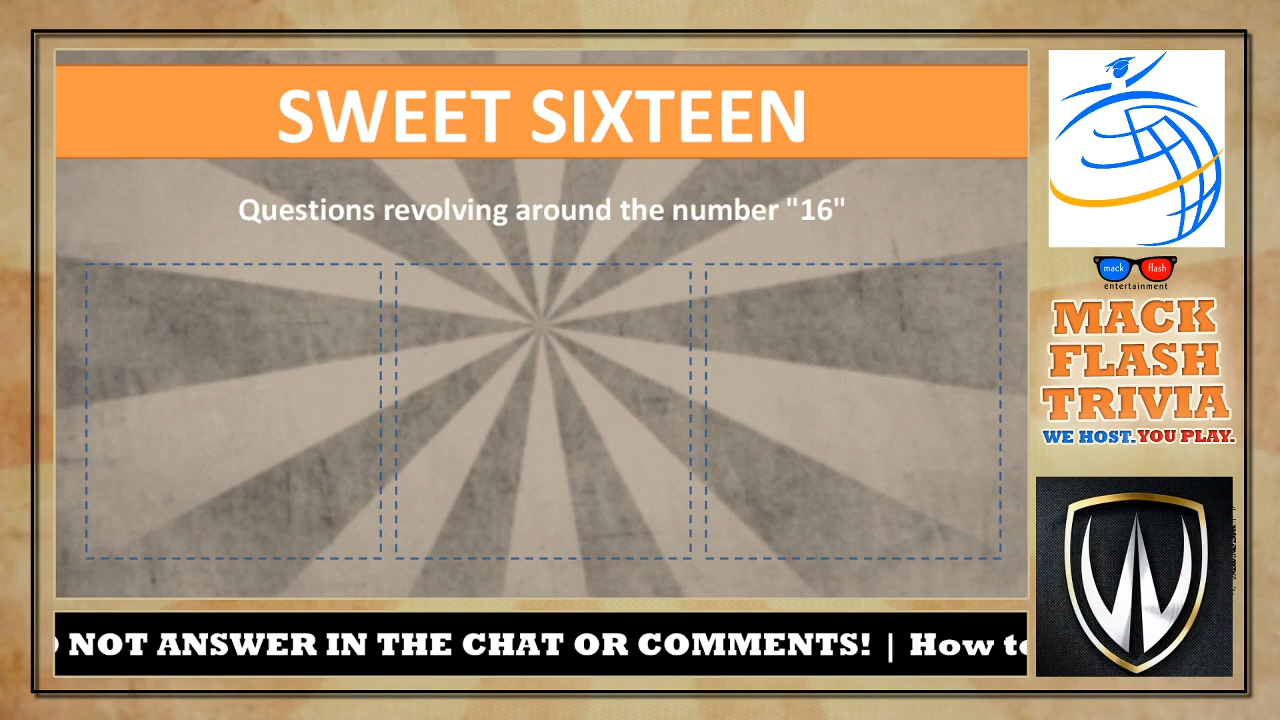 SWEET SIXTEEN
Questions revolving around the number "16"
mack flash
entertainment
MACK
FLASH
TRIVIA
WE HOST. YOU PLAY.
NOT ANSWER IN THE CHAT OR COMMENTS! | How to